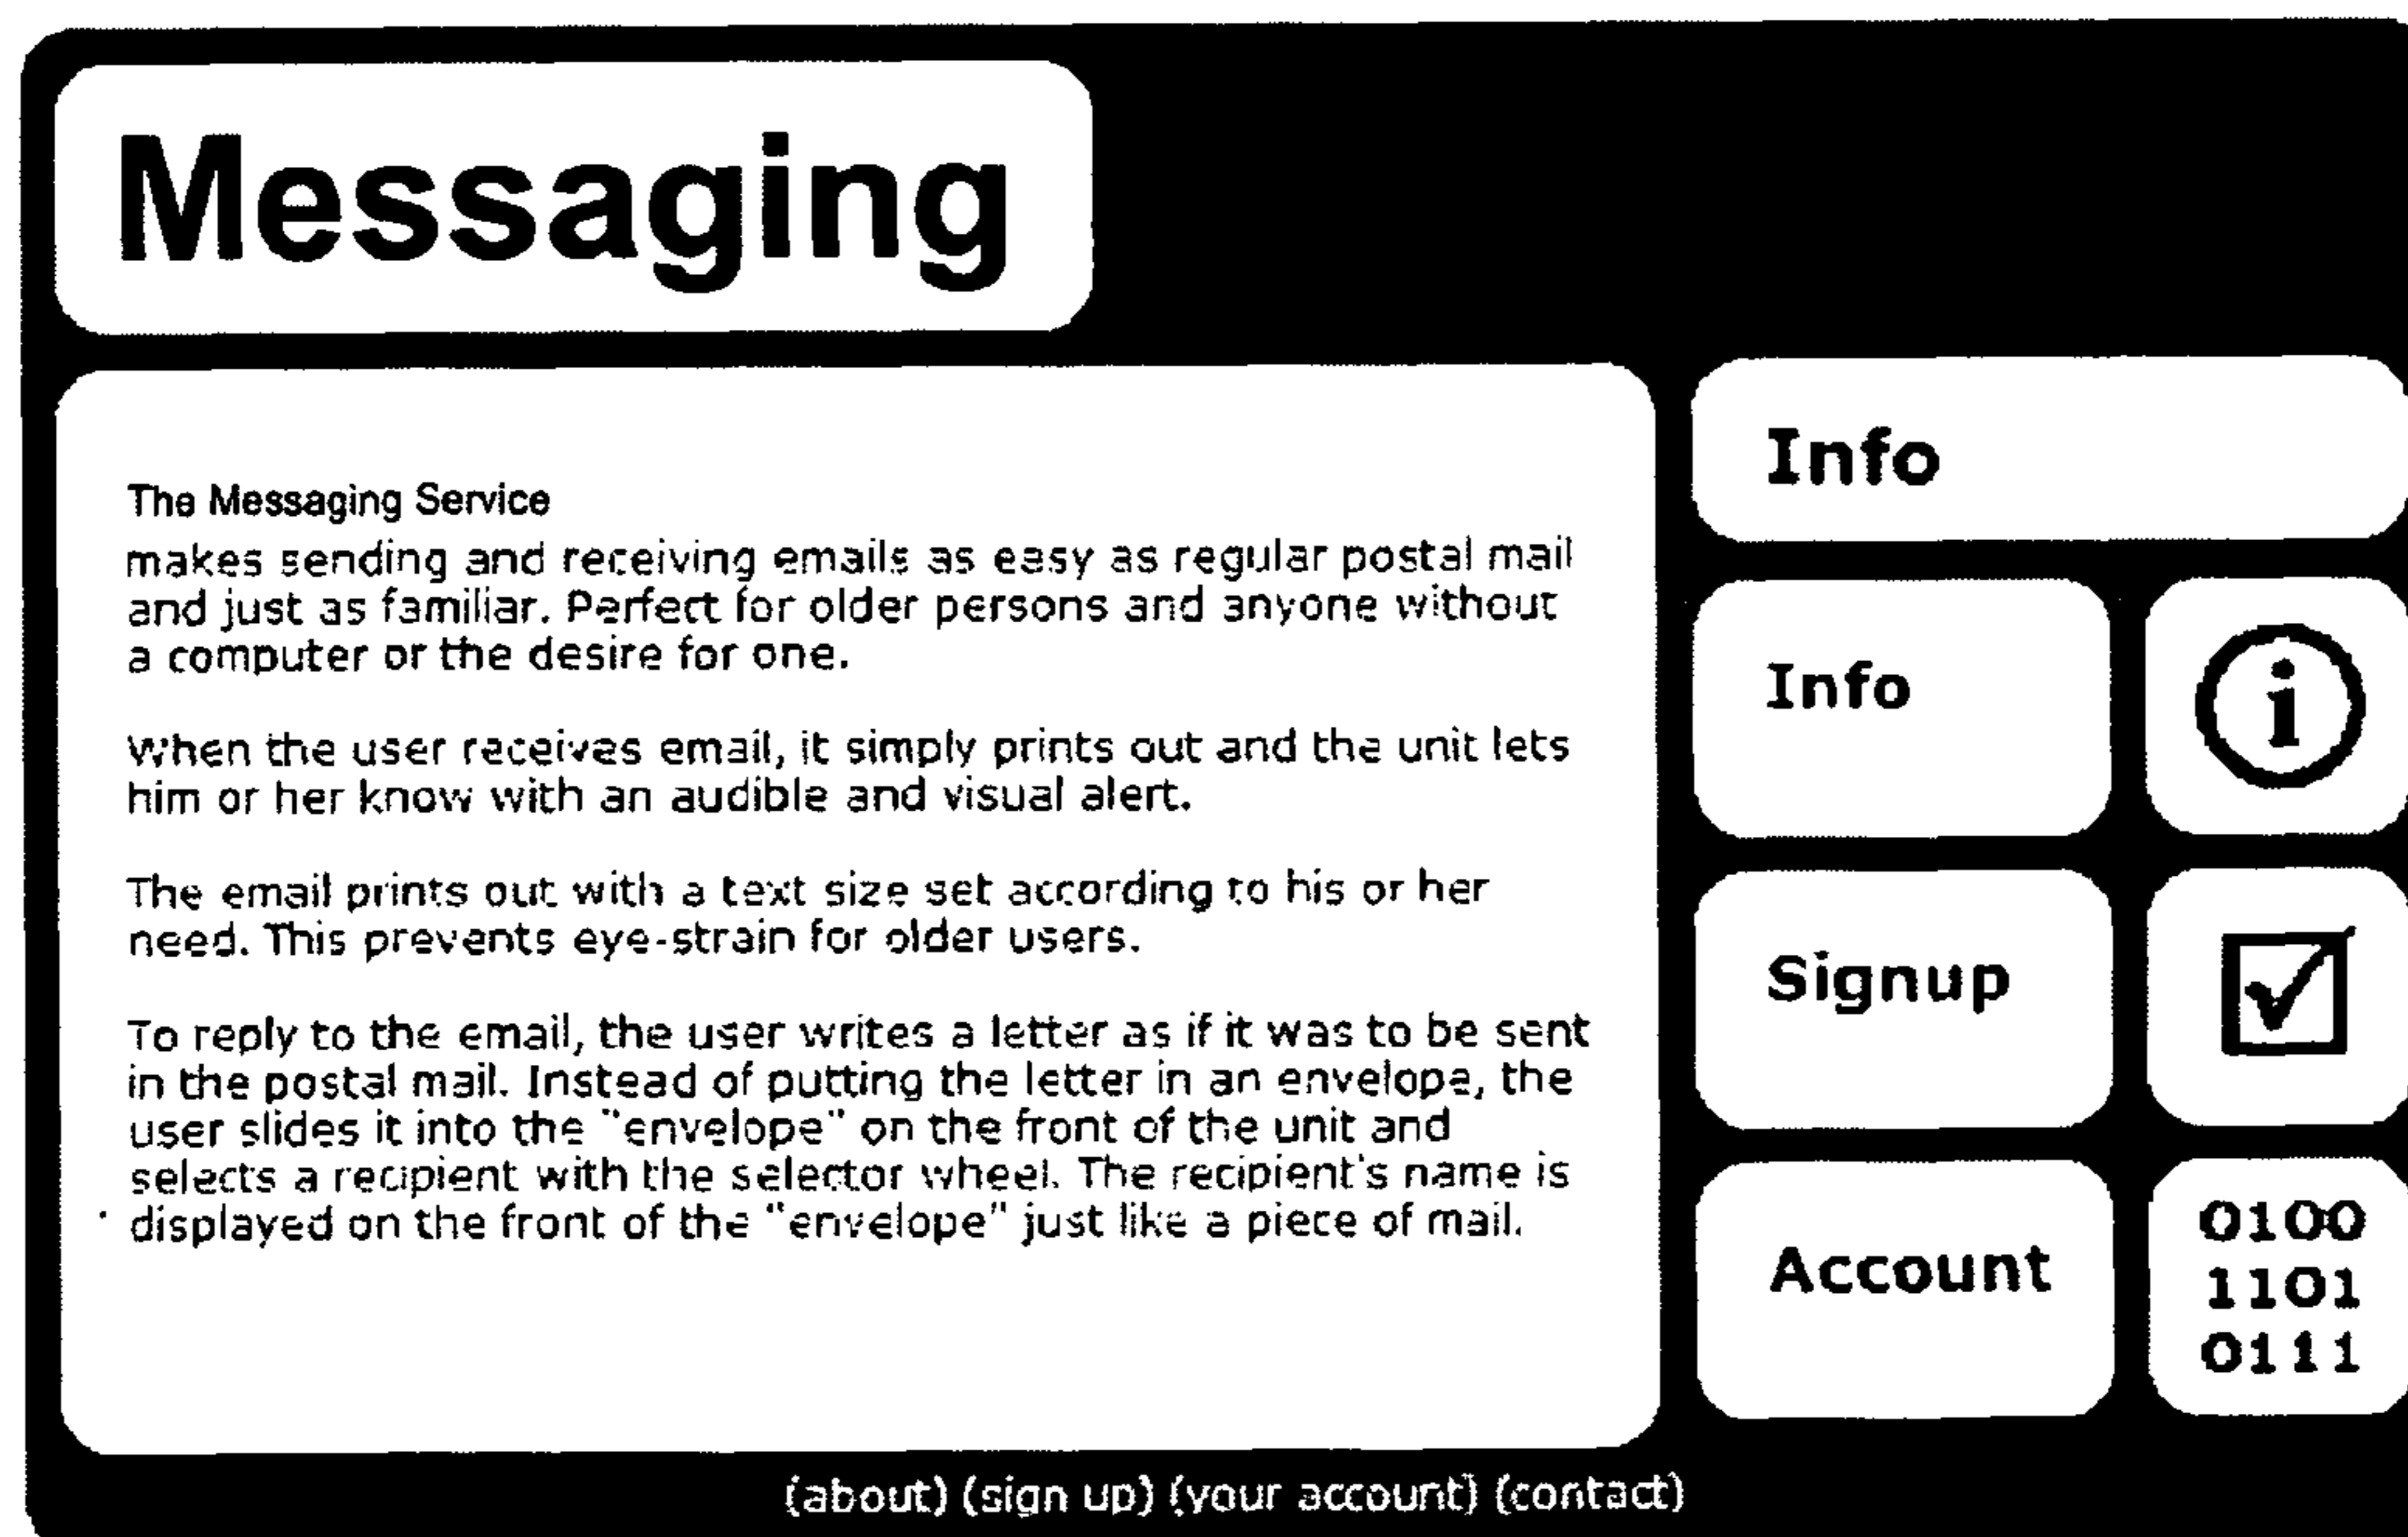 Messaging
The Messaging Service
makes sending and receiving emails as easy as regular postal mail
and just as familiar. Perfect for older persons and anyone without
a computer or the desire for one.
When the user receives email, it simply prints out and the unit lets
him or her know with an audible and visual alert.
The email prints out with a text size set according to his or her
need. This prevents eye-strain for older users.
To reply to the email, the user writes a letter as if it was to be sent
in the postal mail. Instead of putting the letter in an envelope, the
user slides it into the "envelope" on the front of the unit and
selects a recipient with the selector wheel. The recipient's name is
displayed on the front of the "envelope" just like a piece of mail.
Info
Info
i
Signup
Account
0100
1101
0111
(about) (sign up) (your account) (contact)